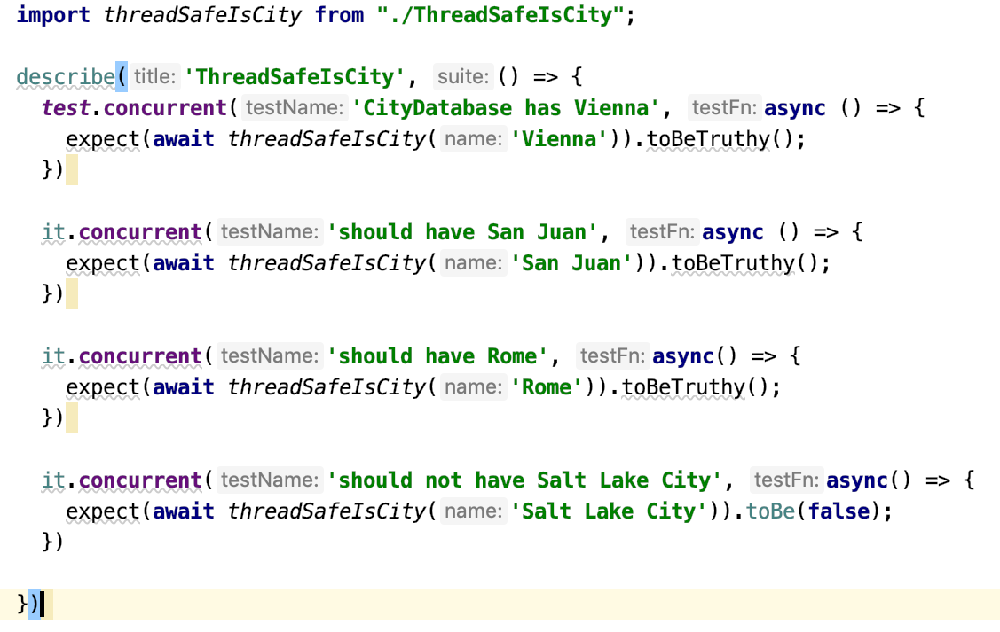 import threadSafeIsCity from "./ThreadSafeIsCity";
describe( title: 'ThreadSafeIsCity', suite: () => {
test.concurrent( testName: 'CityDatabase has Vienna', testFn: async () => {
expect(await threadSafeIsCity( name: 'Vienna')).toBeTruthy();
})
it.concurrent( testName: 'should have San Juan', testFn: async () => {
expect(await threadSafeIsCity( name: 'San Juan')).toBeTruthy();
})
it.concurrent( testName: 'should have Rome', testFn: async() => {
expect(await threadSafeIsCity( name: 'Rome')).toBeTruthy();
})
it.concurrent( testName: 'should not have Salt Lake City', testFn: async() => {
expect(await threadSafeIsCity( name: 'Salt Lake City')).toBe(false);
})
})